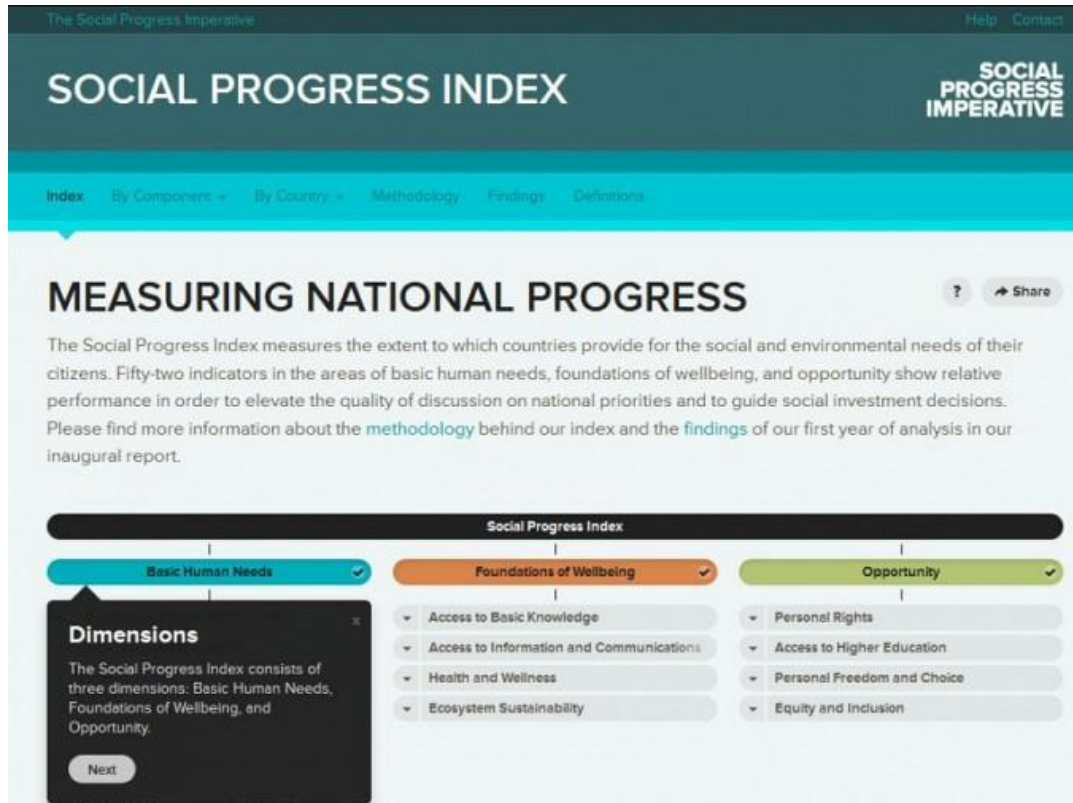 The Social Progress Imperative
Help Contact
SOCIAL PROGRESS INDEX
SOCIAL
PROGRESS
IMPERATIVE
Index By Component By Country Methodology Findings Definitions
MEASURING NATIONAL PROGRESS
? Share
The Social Progress Index measures the extent to which countries provide for the social and environmental needs of their
citizens. Fifty-two indicators in the areas of basic human needs, foundations of wellbeing, and opportunity show relative
performance in order to elevate the quality of discussion on national priorities and to guide social investment decisions.
Please find more information about the methodology behind our index and the findings of our first year of analysis in our
inaugural report.
Social Progress Index
Basic Human Needs
Foundations of Wellbeing
Opportunity
x
Dimensions
The Social Progress Index consists of
three dimensions: Basic Human Needs,
Foundations of Wellbeing, and
Opportunity.
Next
Access to Basic Knowledge
Access to Information and Communications
Health and Wellness
Ecosystem Sustainability
Personal Rights
Access to Higher Education
Personal Freedom and Choice
Equity and Inclusion